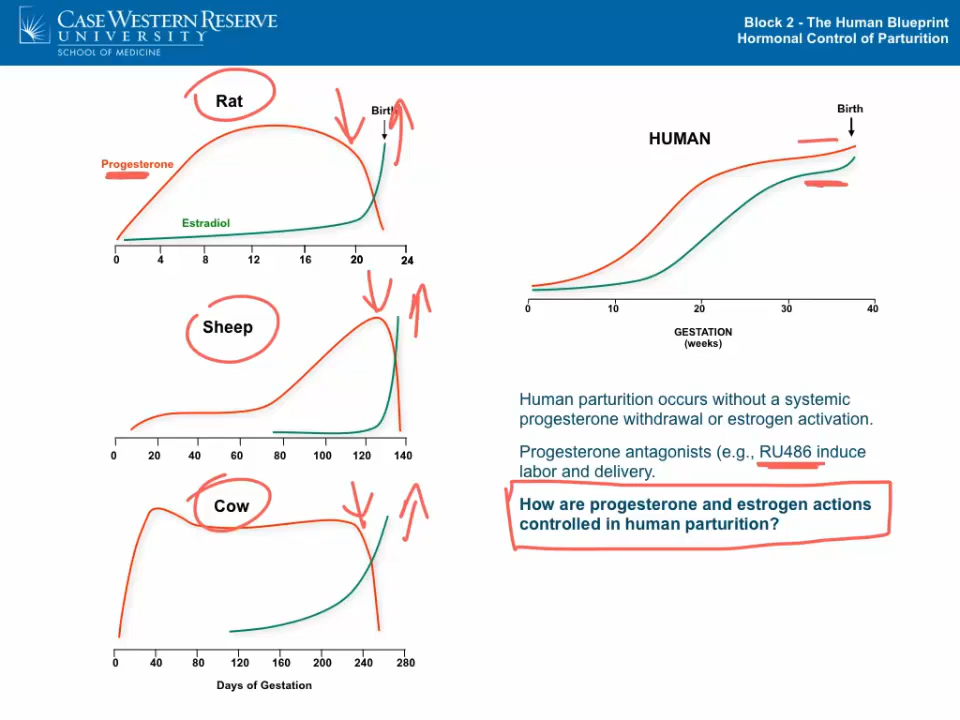 CASE WESTERN RESERVE
UNIVERSITY
SCHOOL OF MEDICINE
Block 2 - The Human Blueprint
Hormonal Control of Parturition
Rat
Birth
Progesterone
Estradiol
0 4 8 12 16 20 24
Sheep
0 20 40 60 80 100 120 140
Cow
0 40 80 120 160 200 240 280
Days of Gestation
HUMAN
Birth
0 10 20 30 40
GESTATION
(weeks)
Human parturition occurs without a systemic
progesterone withdrawal or estrogen activation.
Progesterone antagonists (e.g., RU486 induce
labor and delivery.
How are progesterone and estrogen actions
controlled in human parturition?